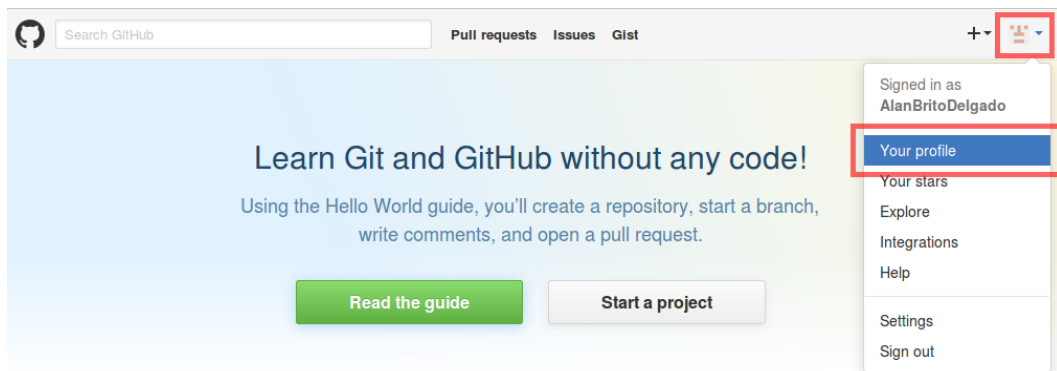 Search GitHub
Pull requests Issues Gist
Signed in as
AlanBritoDelgado
Your profile
Your stars
Explore
Integrations
Help
Settings
Sign out
Learn Git and GitHub without any code!
Using the Hello World guide, you’ll create a repository, start a branch,
write comments, and open a pull request.
Read the guide
Start a project